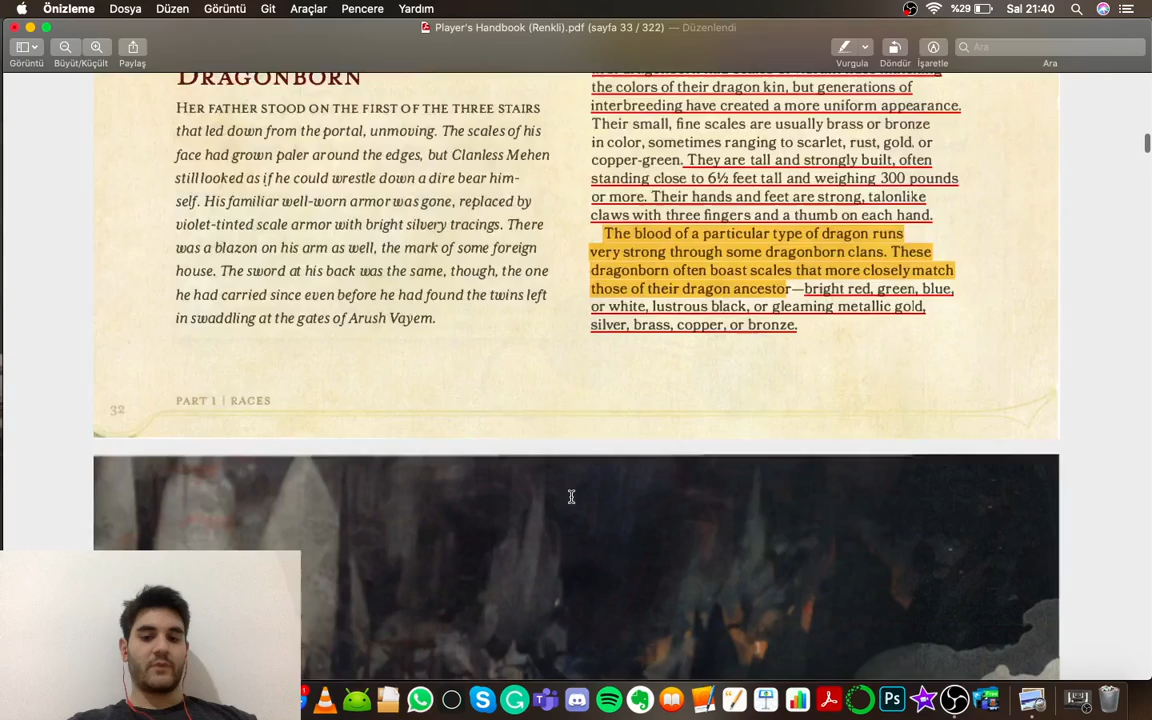 Önizleme Dosya Düzen Görüntü Git Araçlar Pencere Yardım %29 Sal 21:40
Player's Handbook (Renkli).pdf (sayfa 33 / 322) — Düzenlendi
Görüntü Büyüt/Küçült Paylaş Vurgula Döndür İşaretle Ara
Ara
DRAGONBORN
HER FATHER STOOD ON THE FIRST OF THE THREE STAIRS
that led down from the portal, unmoving. The scales of his
face had grown paler around the edges, but Clanless Mehen
still looked as if he could wrestle down a dire bear him-
self. His familiar well-worn armor was gone, replaced by
violet-tinted scale armor with bright silvery tracings. There
was a blazon on his arm as well, the mark of some foreign
house. The sword at his back was the same, though, the one
he had carried since even before he had found the twins left
in swaddling at the gates of Arush Vayem.
the colors of their dragon kin, but generations of
interbreeding have created a more uniform appearance.
Their small, fine scales are usually brass or bronze
in color, sometimes ranging to scarlet, rust, gold, or
copper-green. They are tall and strongly built, often
standing close to 6½ feet tall and weighing 300 pounds
or more. Their hands and feet are strong, talonlike
claws with three fingers and a thumb on each hand.
The blood of a particular type of dragon runs
very strong through some dragonborn clans. These
dragonborn often boast scales that more closely match
those of their dragon ancestor—bright red, green, blue,
or white, lustrous black, or gleaming metallic gold,
silver, brass, copper, or bronze.
32 PART 1 | RACES